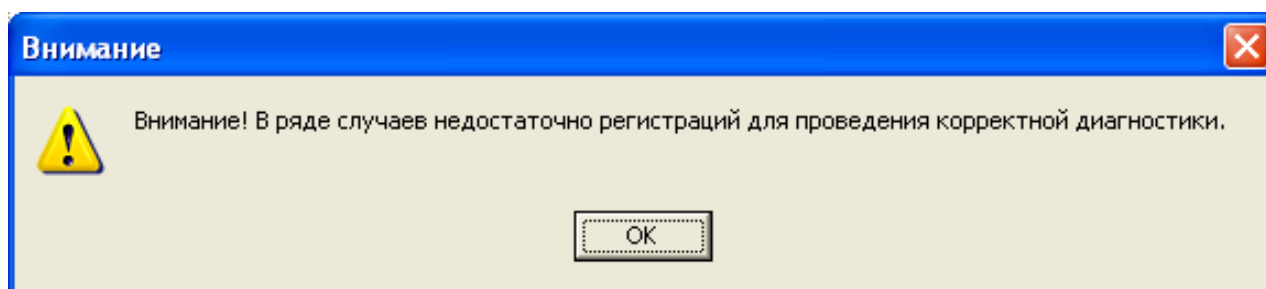 Внимание
Внимание! В ряде случаев недостаточно регистраций для проведения корректной диагностики.
OK